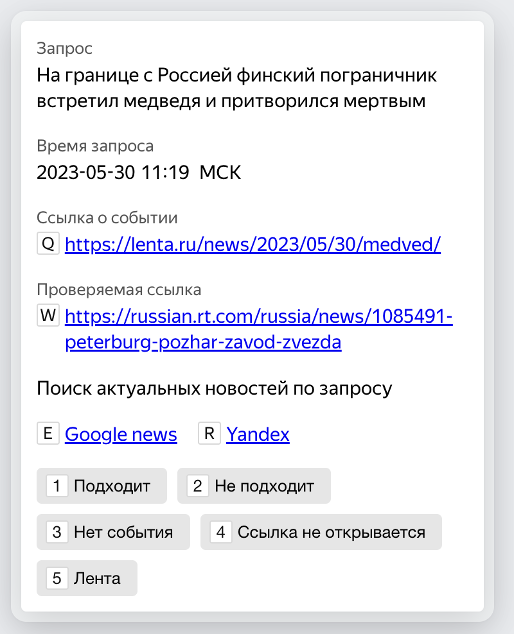 Запрос
На границе с Россией финский пограничник
встретил медведя и притворился мертвым
Время запроса
2023-05-30 11:19 МСК
Ссылка о событии
Q https://lenta.ru/news/2023/05/30/medved/
Проверяемая ссылка
W https://russian.rt.com/russia/news/1085491-
peterburg-pozhar-zavod-zvezda
Поиск актуальных новостей по запросу
E Google news R Yandex
1 Подходит 2 Не подходит
3 Нет события 4 Ссылка не открывается
5 Лента